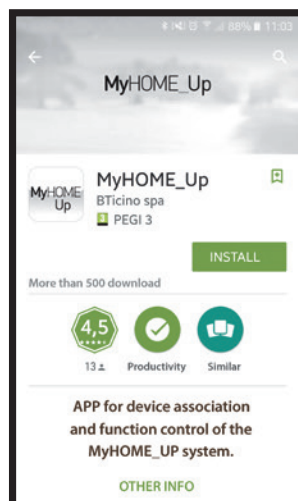 88% 11:03
MyHOME_Up
MyHOME_Up
MyHOME
Up
BTicino spa
3 PEGI 3
INSTALL
More than 500 download
4,5
13
Productivity
Similar
APP for device association
and function control of the
MyHOME_UP system.
OTHER INFO